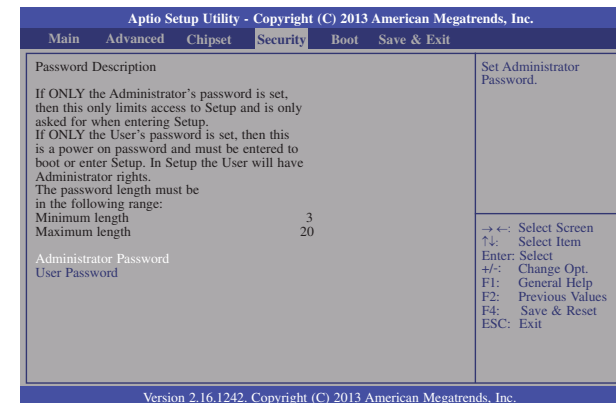 Aptio Setup Utility - Copyright (C) 2013 American Megatrends, Inc.
Main Advanced Chipset Security Boot Save & Exit
Password Description
If ONLY the Administrator's password is set,
then this only limits access to Setup and is only
asked for when entering Setup.
If ONLY the User's password is set, then this
is a power on password and must be entered to
boot or enter Setup. In Setup the User will have
Administrator rights.
The password length must be
in the following range:
Minimum length 3
Maximum length 20
Administrator Password
User Password
Set Administrator
Password.
→ ←: Select Screen
↑↓: Select Item
Enter: Select
+/-: Change Opt.
F1: General Help
F2: Previous Values
F4: Save & Reset
ESC: Exit
Version 2.16.1242. Copyright (C) 2013 American Megatrends, Inc.